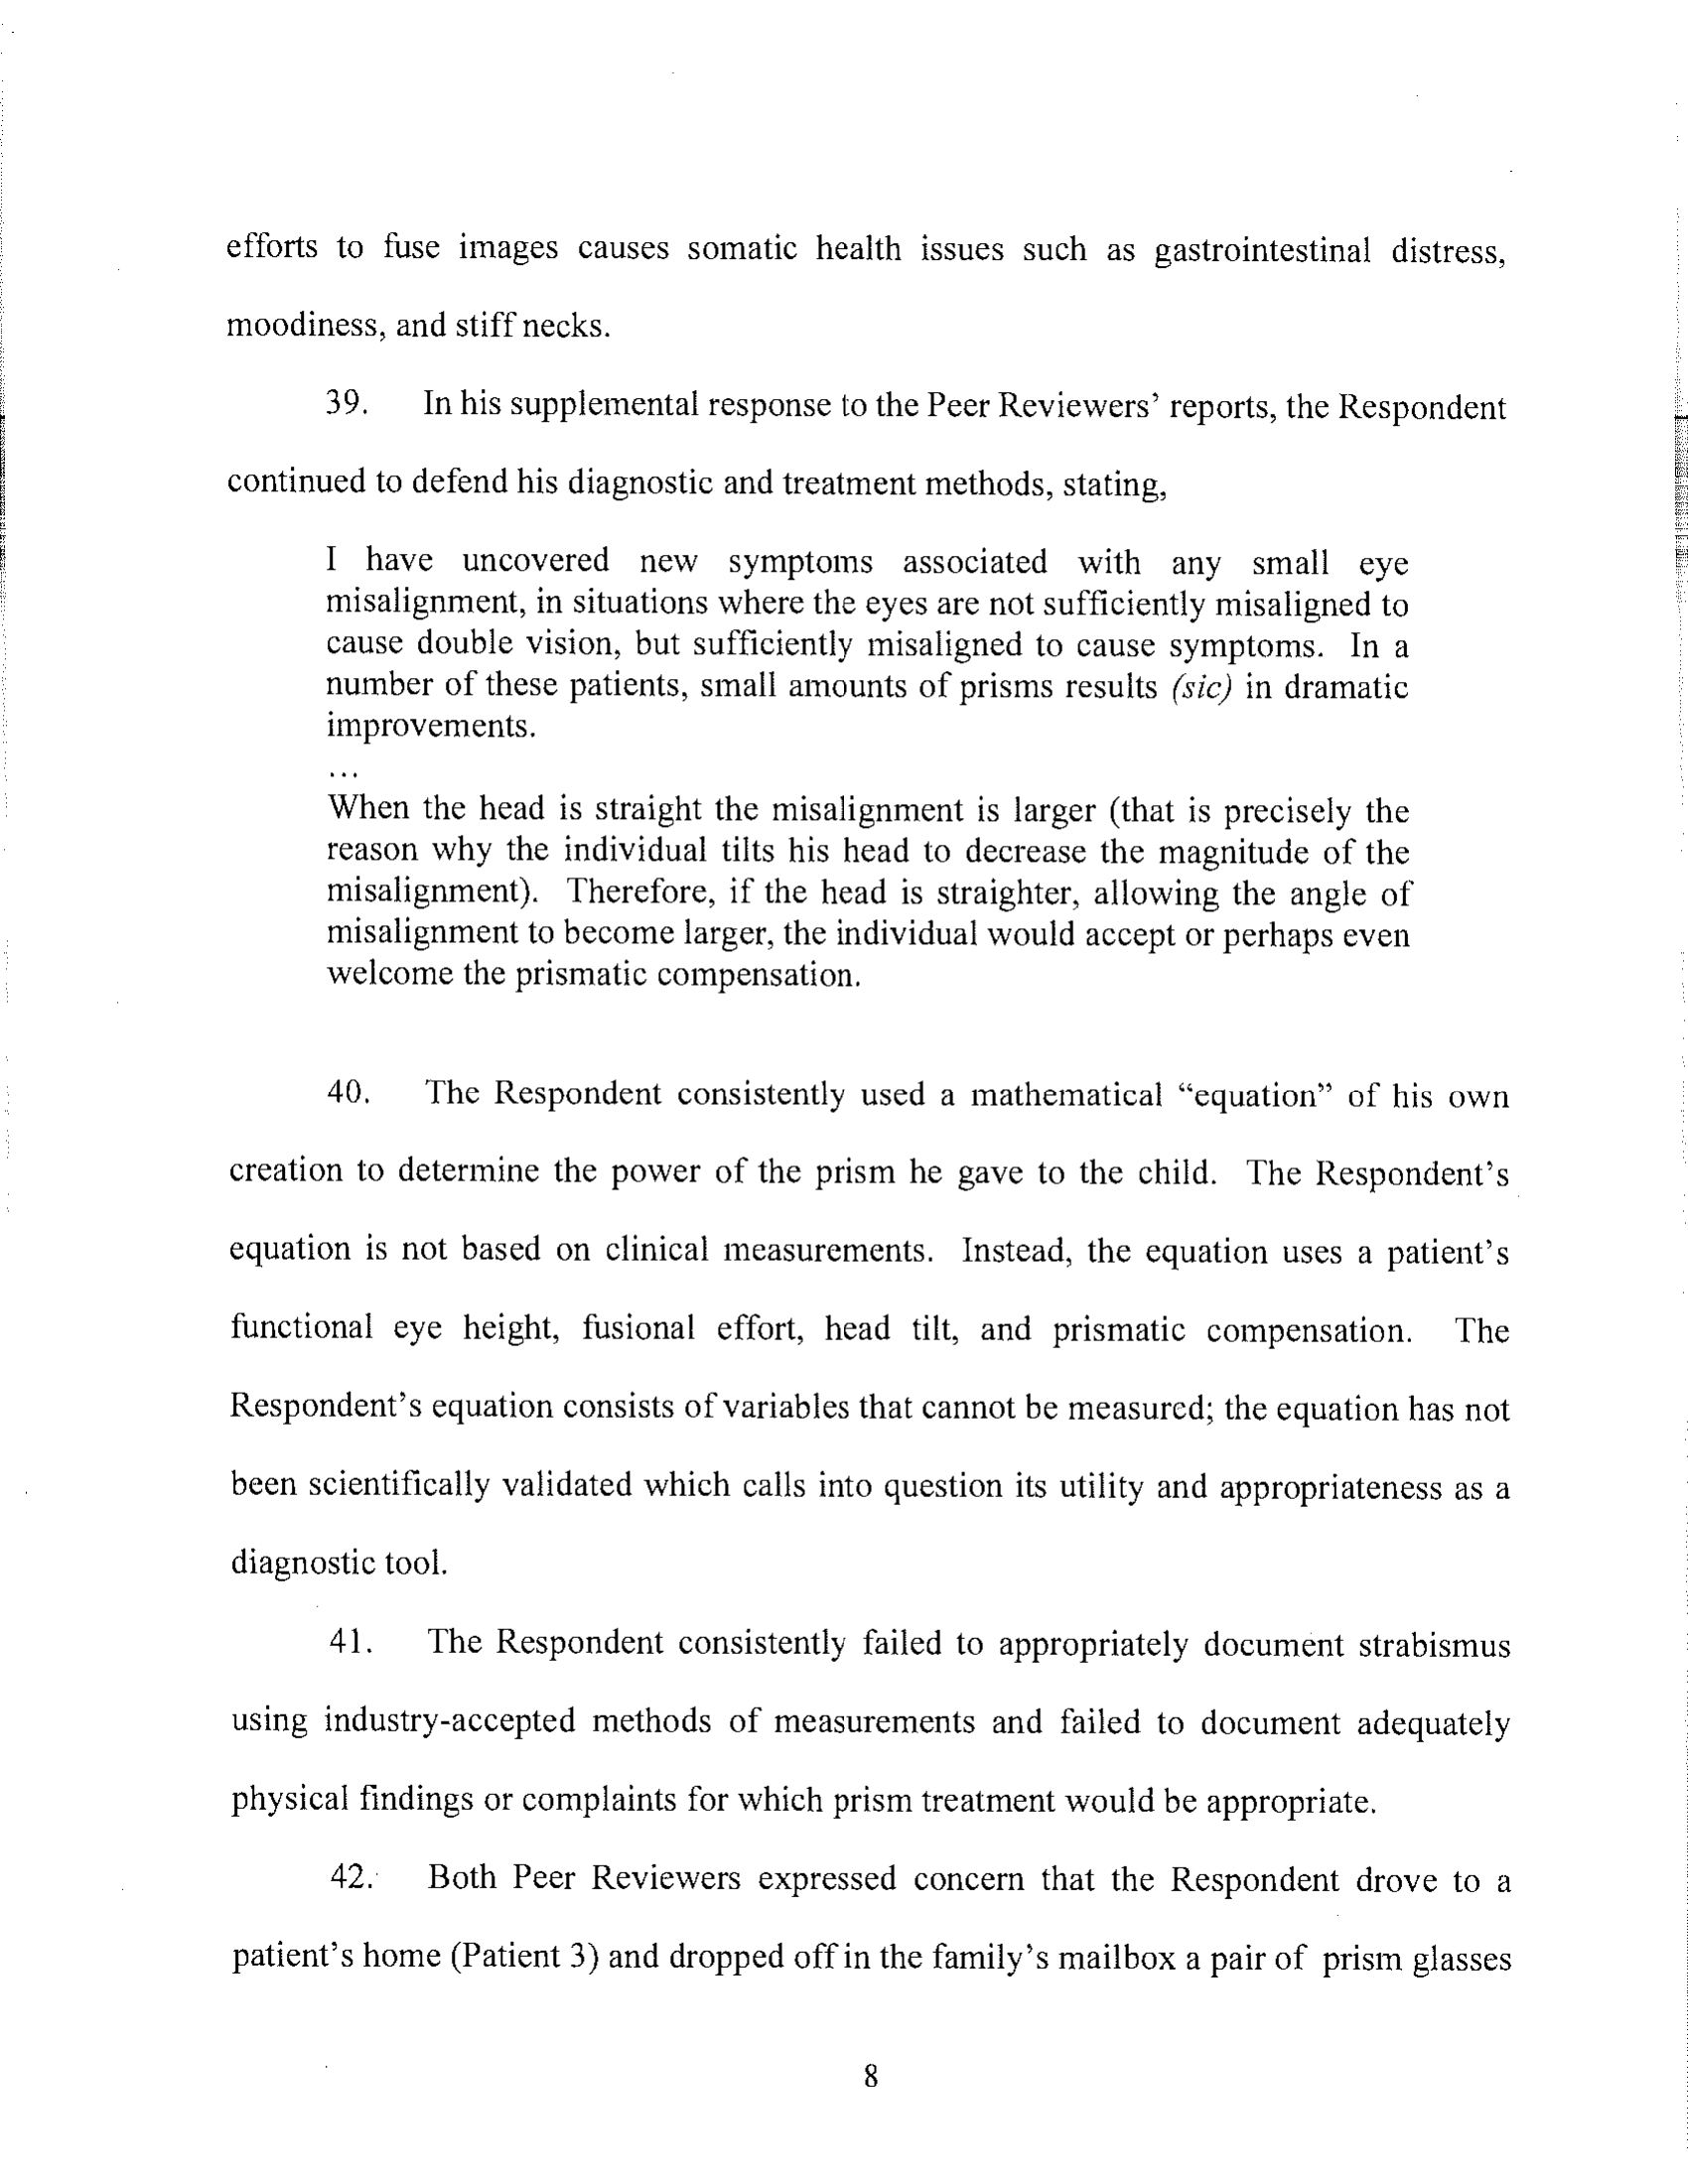 efforts to fuse images causes somatic health issues such as gastrointestinal distress,
moodiness, and stiff necks.
39. In his supplemental response to the Peer Reviewers' reports, the Respondent
continued to defend his diagnostic and treatment methods, stating,
I have uncovered new symptoms associated with any small eye
misalignment, in situations where the eyes are not sufficiently misaligned to
cause double vision, but sufficiently misaligned to cause symptoms. In a
number of these patients, small amounts of prisms results (sic) in dramatic
improvements.
...
When the head is straight the misalignment is larger (that is precisely the
reason why the individual tilts his head to decrease the magnitude of the
misalignment). Therefore, if the head is straighter, allowing the angle of
misalignment to become larger, the individual would accept or perhaps even
welcome the prismatic compensation.
40. The Respondent consistently used a mathematical “equation” of his own
creation to determine the power of the prism he gave to the child. The Respondent's
equation is not based on clinical measurements. Instead, the equation uses a patient's
functional eye height, fusional effort, head tilt, and prismatic compensation. The
Respondent's equation consists of variables that cannot be measured; the equation has not
been scientifically validated which calls into question its utility and appropriateness as a
diagnostic tool.
41. The Respondent consistently failed to appropriately document strabismus
using industry-accepted methods of measurements and failed to document adequately
physical findings or complaints for which prism treatment would be appropriate.
42. Both Peer Reviewers expressed concern that the Respondent drove to a
patient's home (Patient 3) and dropped off in the family's mailbox a pair of prism glasses
8